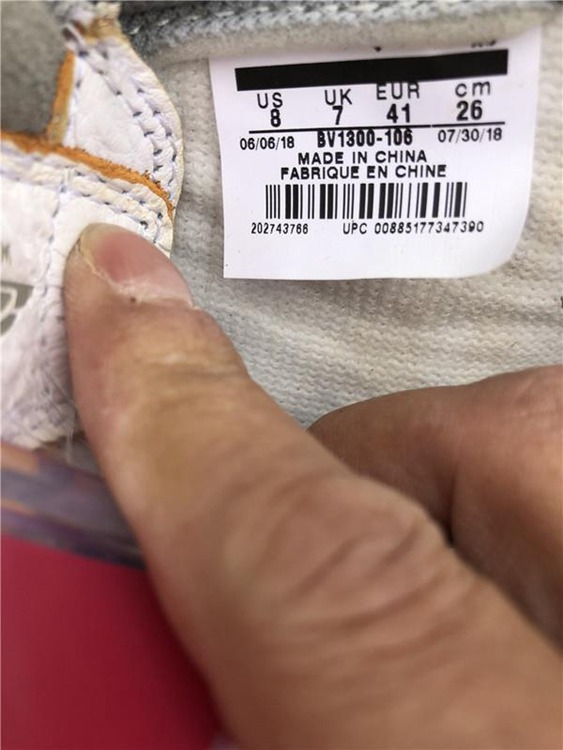 US UK EUR cm
8 7 41 26
06/06/18 BV1300-106 07/30/18
MADE IN CHINA
FABRIQUE EN CHINE
202743766 UPC 00885177347390